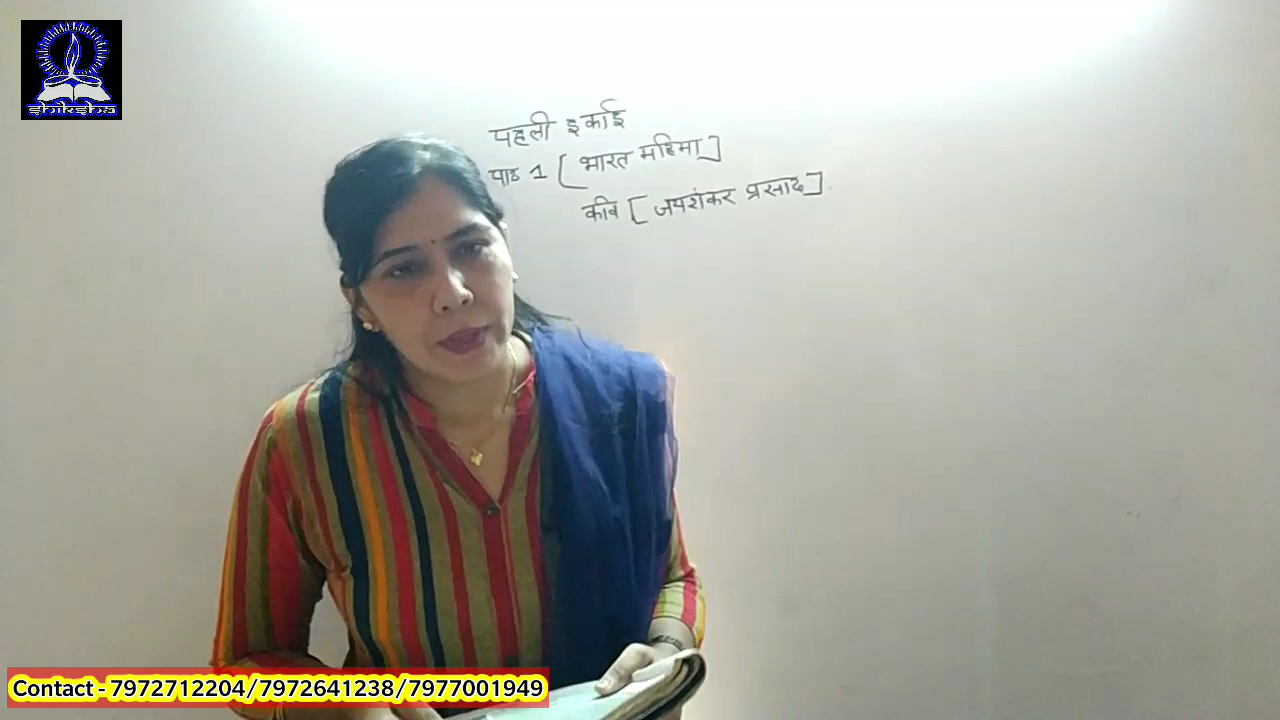 shiksha
पहली इकाई
पाठ 1 [ भारत महिमा ]
कवि [ जयशंकर प्रसाद ]
Contact - 7972712204/7972641238/7977001949